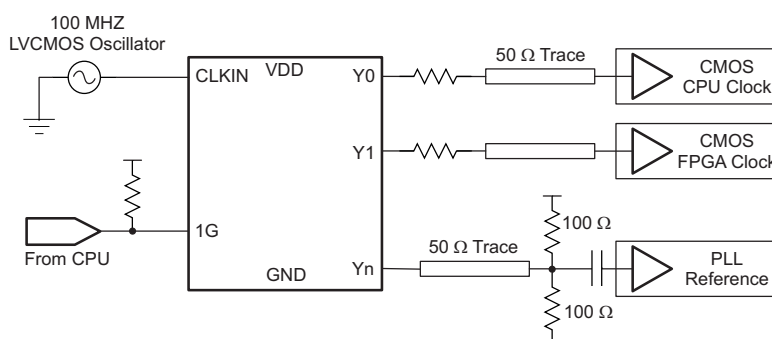 100 MHZ
LVCMOS Oscillator
CLKIN
VDD
Y0
50 Ω Trace
CMOS
CPU Clock
Y1
CMOS
FPGA Clock
1G
From CPU
GND
Yn
50 Ω Trace
100 Ω
100 Ω
PLL
Reference